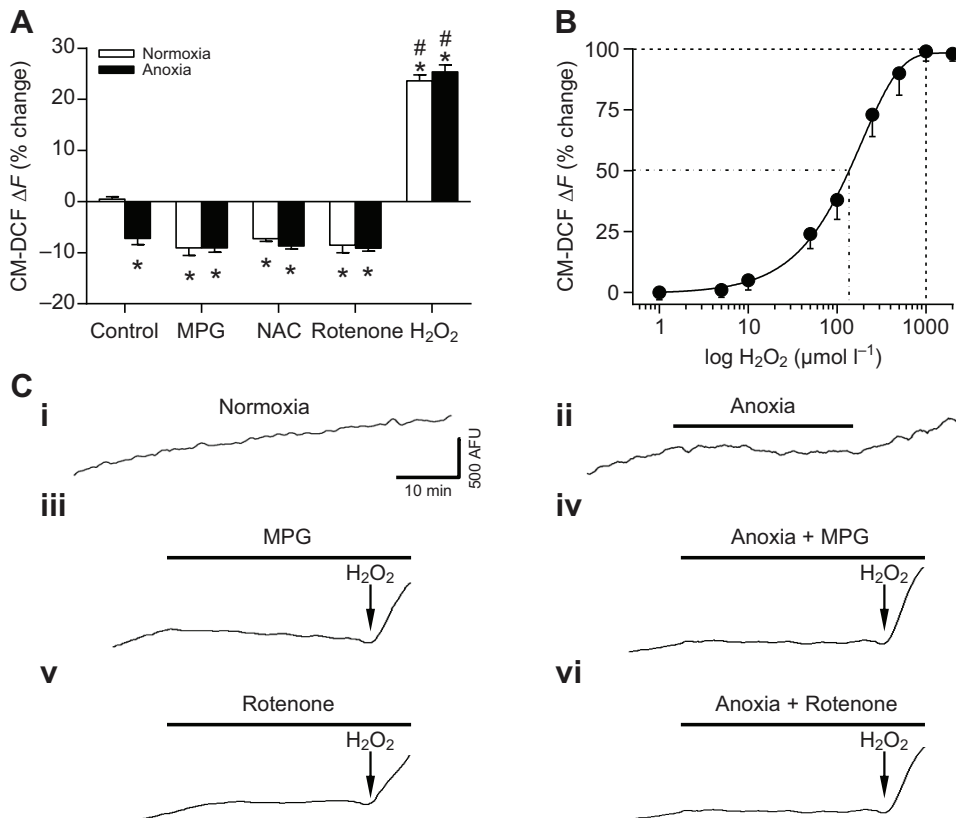 A
CM-DCF ΔF (% change)
30
20
10
0
–10
–20
Normoxia
Anoxia
*
*
*
*
*
*
*
#
*
#
*
Control MPG NAC Rotenone H₂O₂
B
CM-DCF ΔF (% change)
100
75
50
25
0
1 10 100 1000
log H₂O₂ (µmol l⁻¹)
C
i
Normoxia
500 AFU
10 min
ii
Anoxia
iii
MPG
H₂O₂
iv
Anoxia + MPG
H₂O₂
v
Rotenone
H₂O₂
vi
Anoxia + Rotenone
H₂O₂